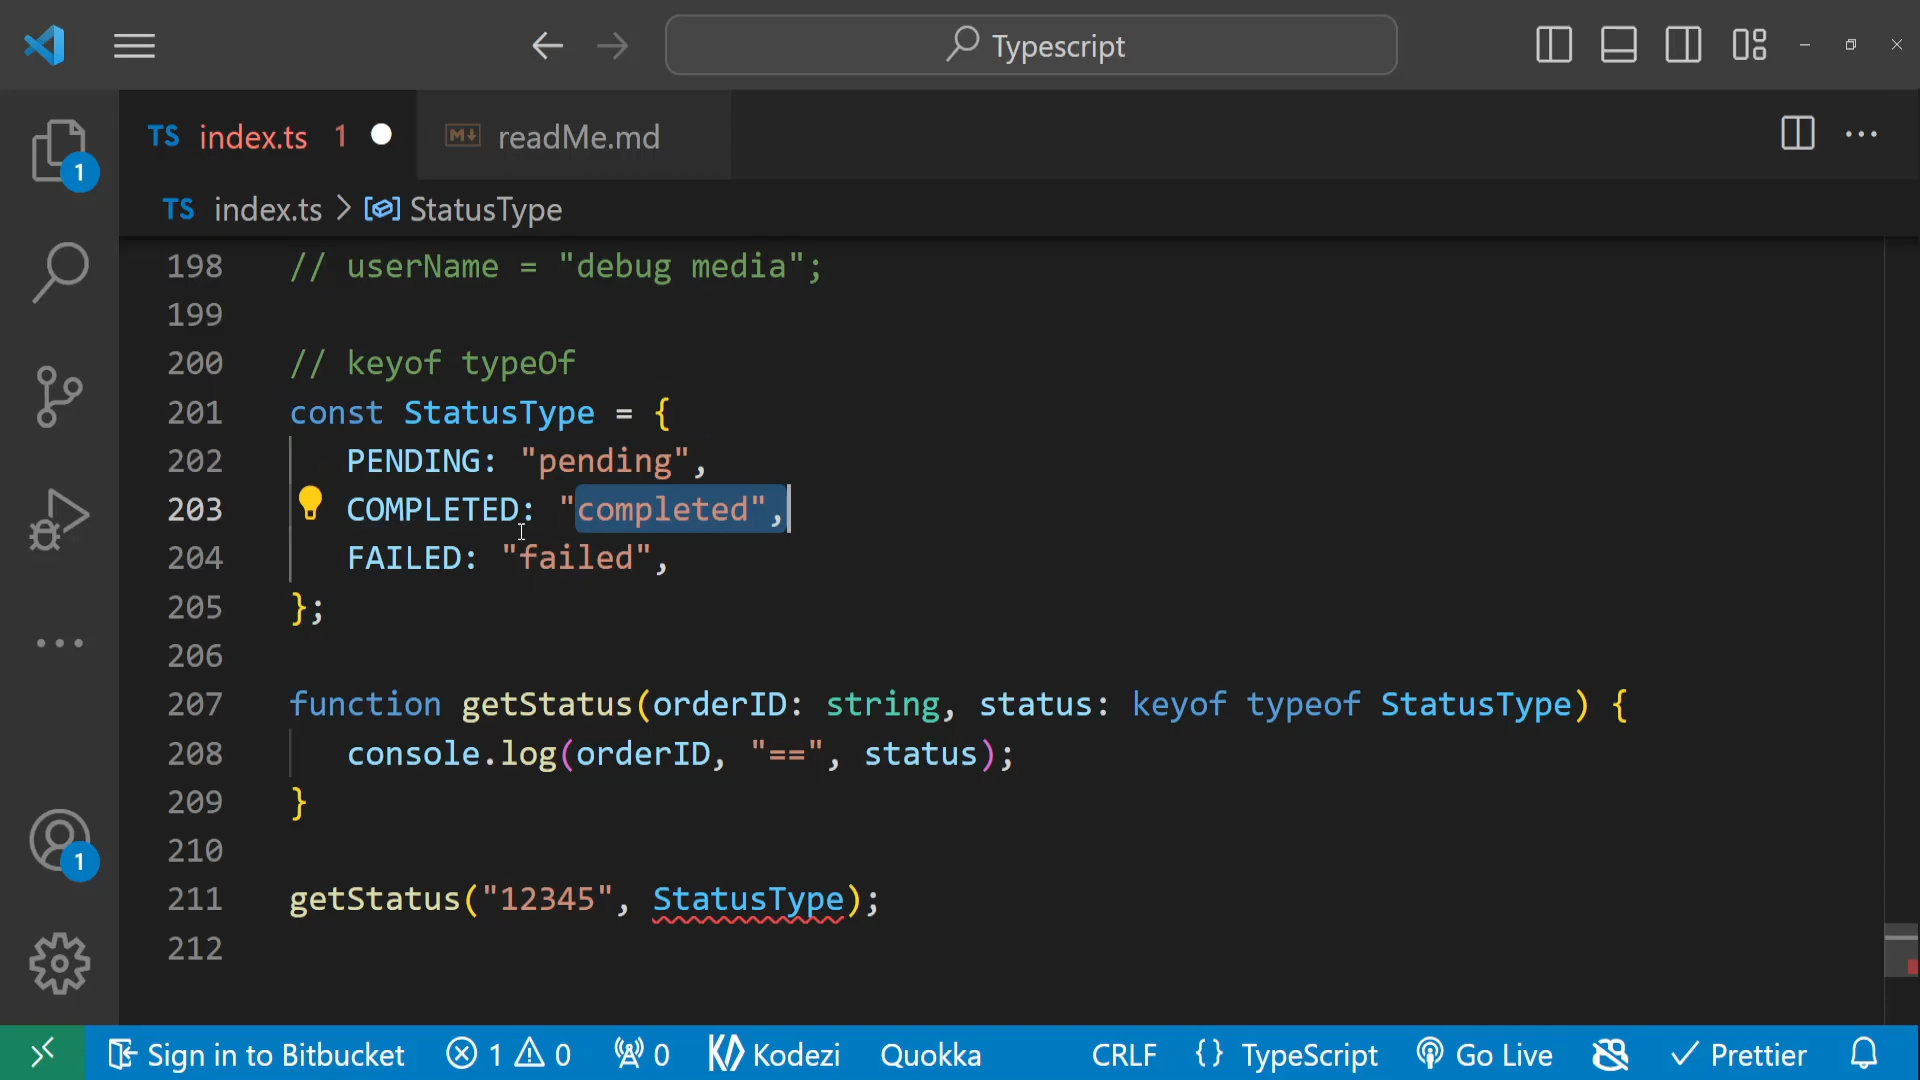 Typescript
TS index.ts 1 M↓ readMe.md
1
TS index.ts > StatusType
198 // userName = "debug media";
199
200 // keyof typeOf
201 const StatusType = {
202 PENDING: "pending",
203 COMPLETED: "completed",
204 FAILED: "failed",
205 };
206
207 function getStatus(orderID: string, status: keyof typeof StatusType) {
208 console.log(orderID, "==", status);
209 }
210
211 getStatus("12345", StatusType);
212
1
Sign in to Bitbucket 1 0 0 Kodezi Quokka CRLF {} TypeScript Go Live Prettier